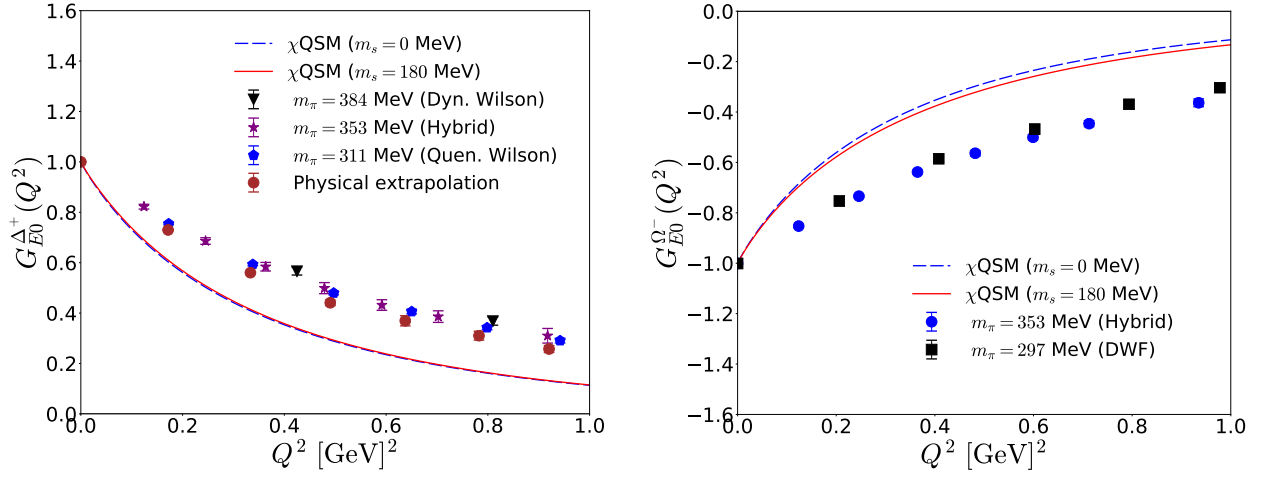 1.6
1.4
1.2
1.0
0.8
0.6
0.4
0.2
0.0
G_{E0}^{Δ^+}(Q^2)
χQSM (m_s = 0 MeV)
χQSM (m_s = 180 MeV)
m_π = 384 MeV (Dyn. Wilson)
m_π = 353 MeV (Hybrid)
m_π = 311 MeV (Quen. Wilson)
Physical extrapolation
0.0 0.2 0.4 0.6 0.8 1.0
Q^2 [GeV]^2
−0.0
−0.2
−0.4
−0.6
−0.8
−1.0
−1.2
−1.4
−1.6
G_{E0}^{Ω^−}(Q^2)
χQSM (m_s = 0 MeV)
χQSM (m_s = 180 MeV)
m_π = 353 MeV (Hybrid)
m_π = 297 MeV (DWF)
0.0 0.2 0.4 0.6 0.8 1.0
Q^2 [GeV]^2